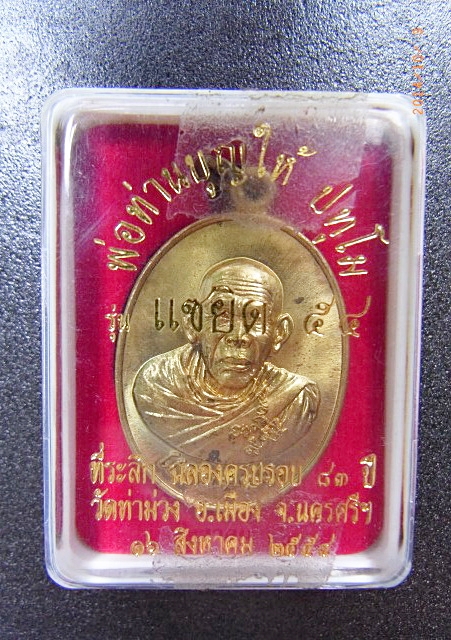 พ่อท่านบุญให้ ปทุโม
รุ่น แซยิด ๕๔
ที่ระลึก ฉลองครบรอบ ๘๓ ปี
วัดท่าม่วง อ.เมือง จ.นครศรีฯ
๑๖ สิงหาคม ๒๕๕๔